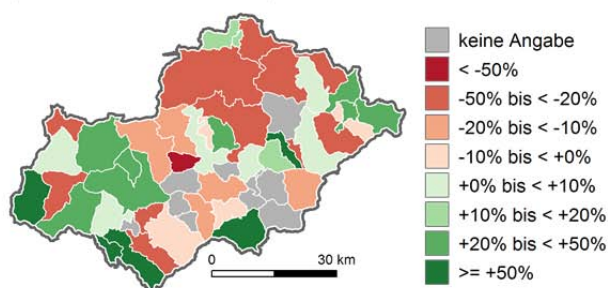 keine Angabe
< -50%
-50% bis < -20%
-20% bis < -10%
-10% bis < +0%
+0% bis < +10%
+10% bis < +20%
+20% bis < +50%
>= +50%
0 30 km